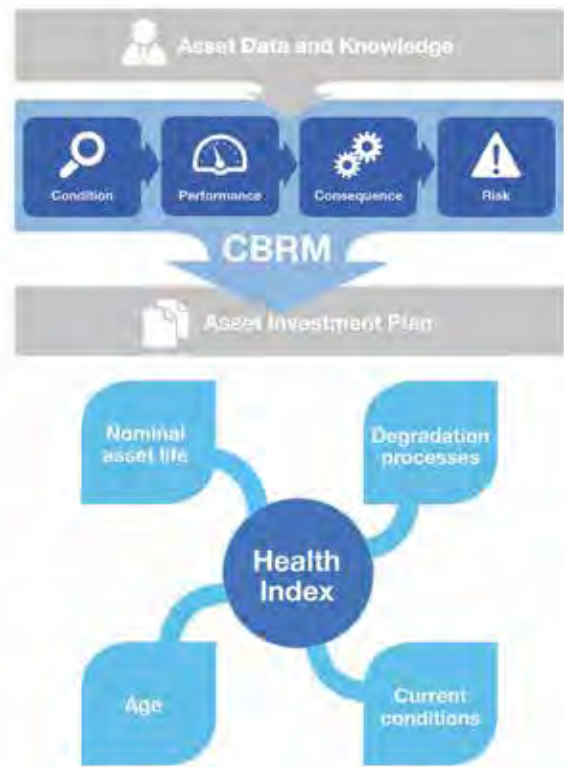 Asset Data and Knowledge
Condition
Performance
Consequence
Risk
CBRM
Asset Investment Plan
Nominal
asset life
Degradation
processes
Health
Index
Age
Current
conditions